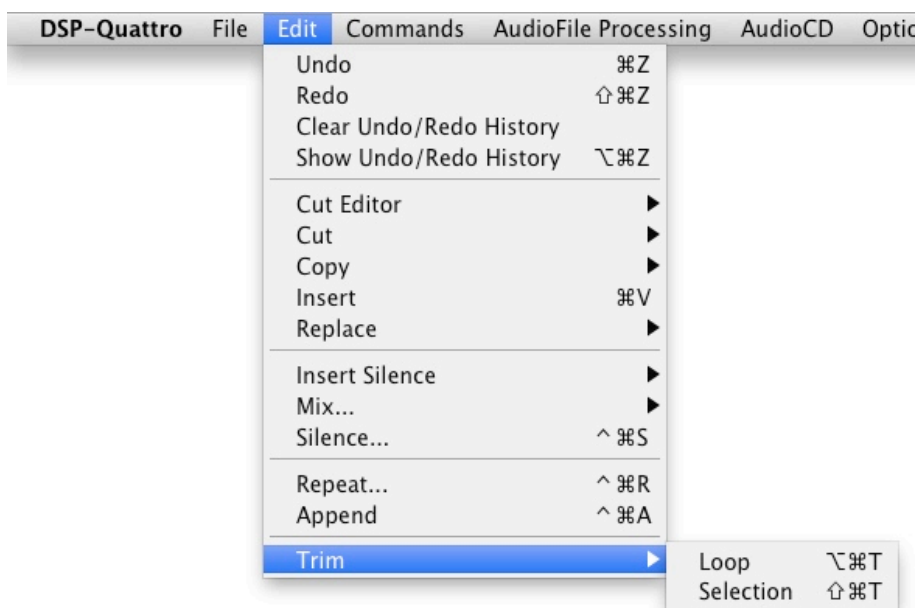 DSP-Quattro File Edit Commands AudioFile Processing AudioCD Optic
Undo ⌘Z
Redo ⇧⌘Z
Clear Undo/Redo History
Show Undo/Redo History ⌥⌘Z
Cut Editor ▶
Cut ▶
Copy ▶
Insert ⌘V
Replace ▶
Insert Silence ▶
Mix... ▶
Silence... ^⌘S
Repeat... ^⌘R
Append ^⌘A
Trim ▶
Loop ⌥⌘T
Selection ⇧⌘T